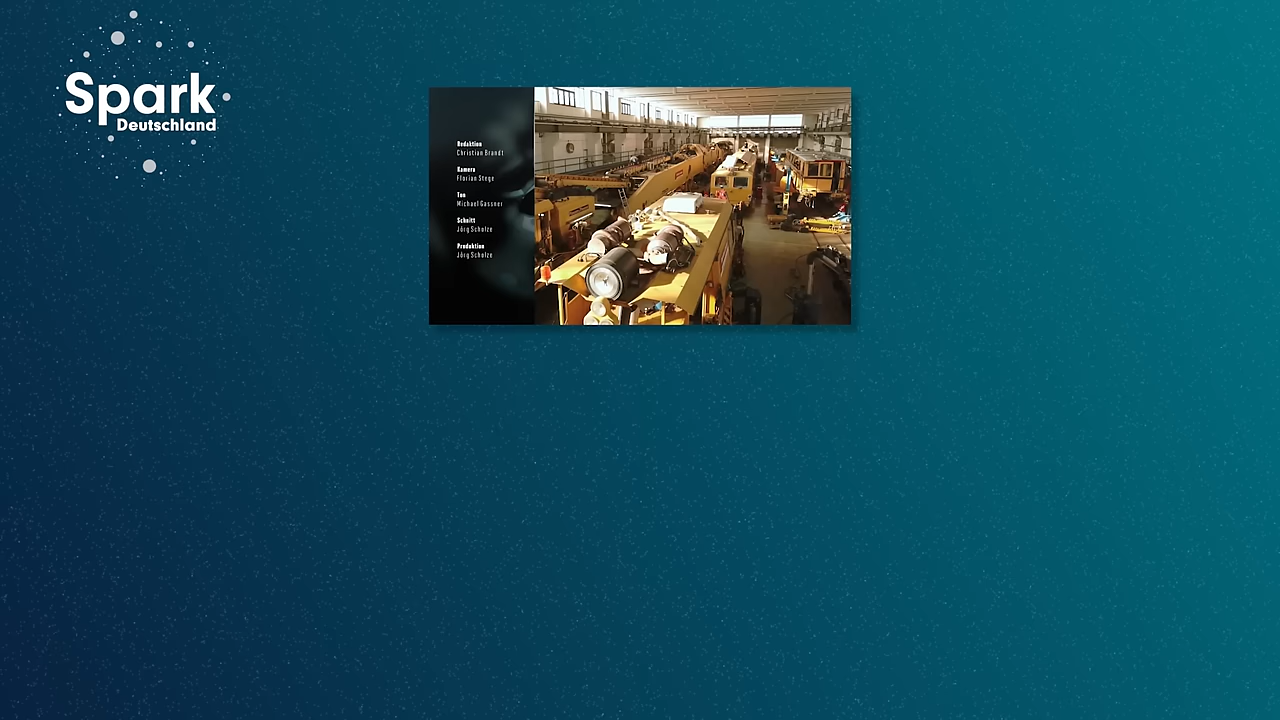 Spark
Deutschland
Redaktion
Christian Brandt
Kamera
Florian Stege
Ton
Michael Gassner
Schnitt
Jörg Scholze
Produktion
Jörg Scholze